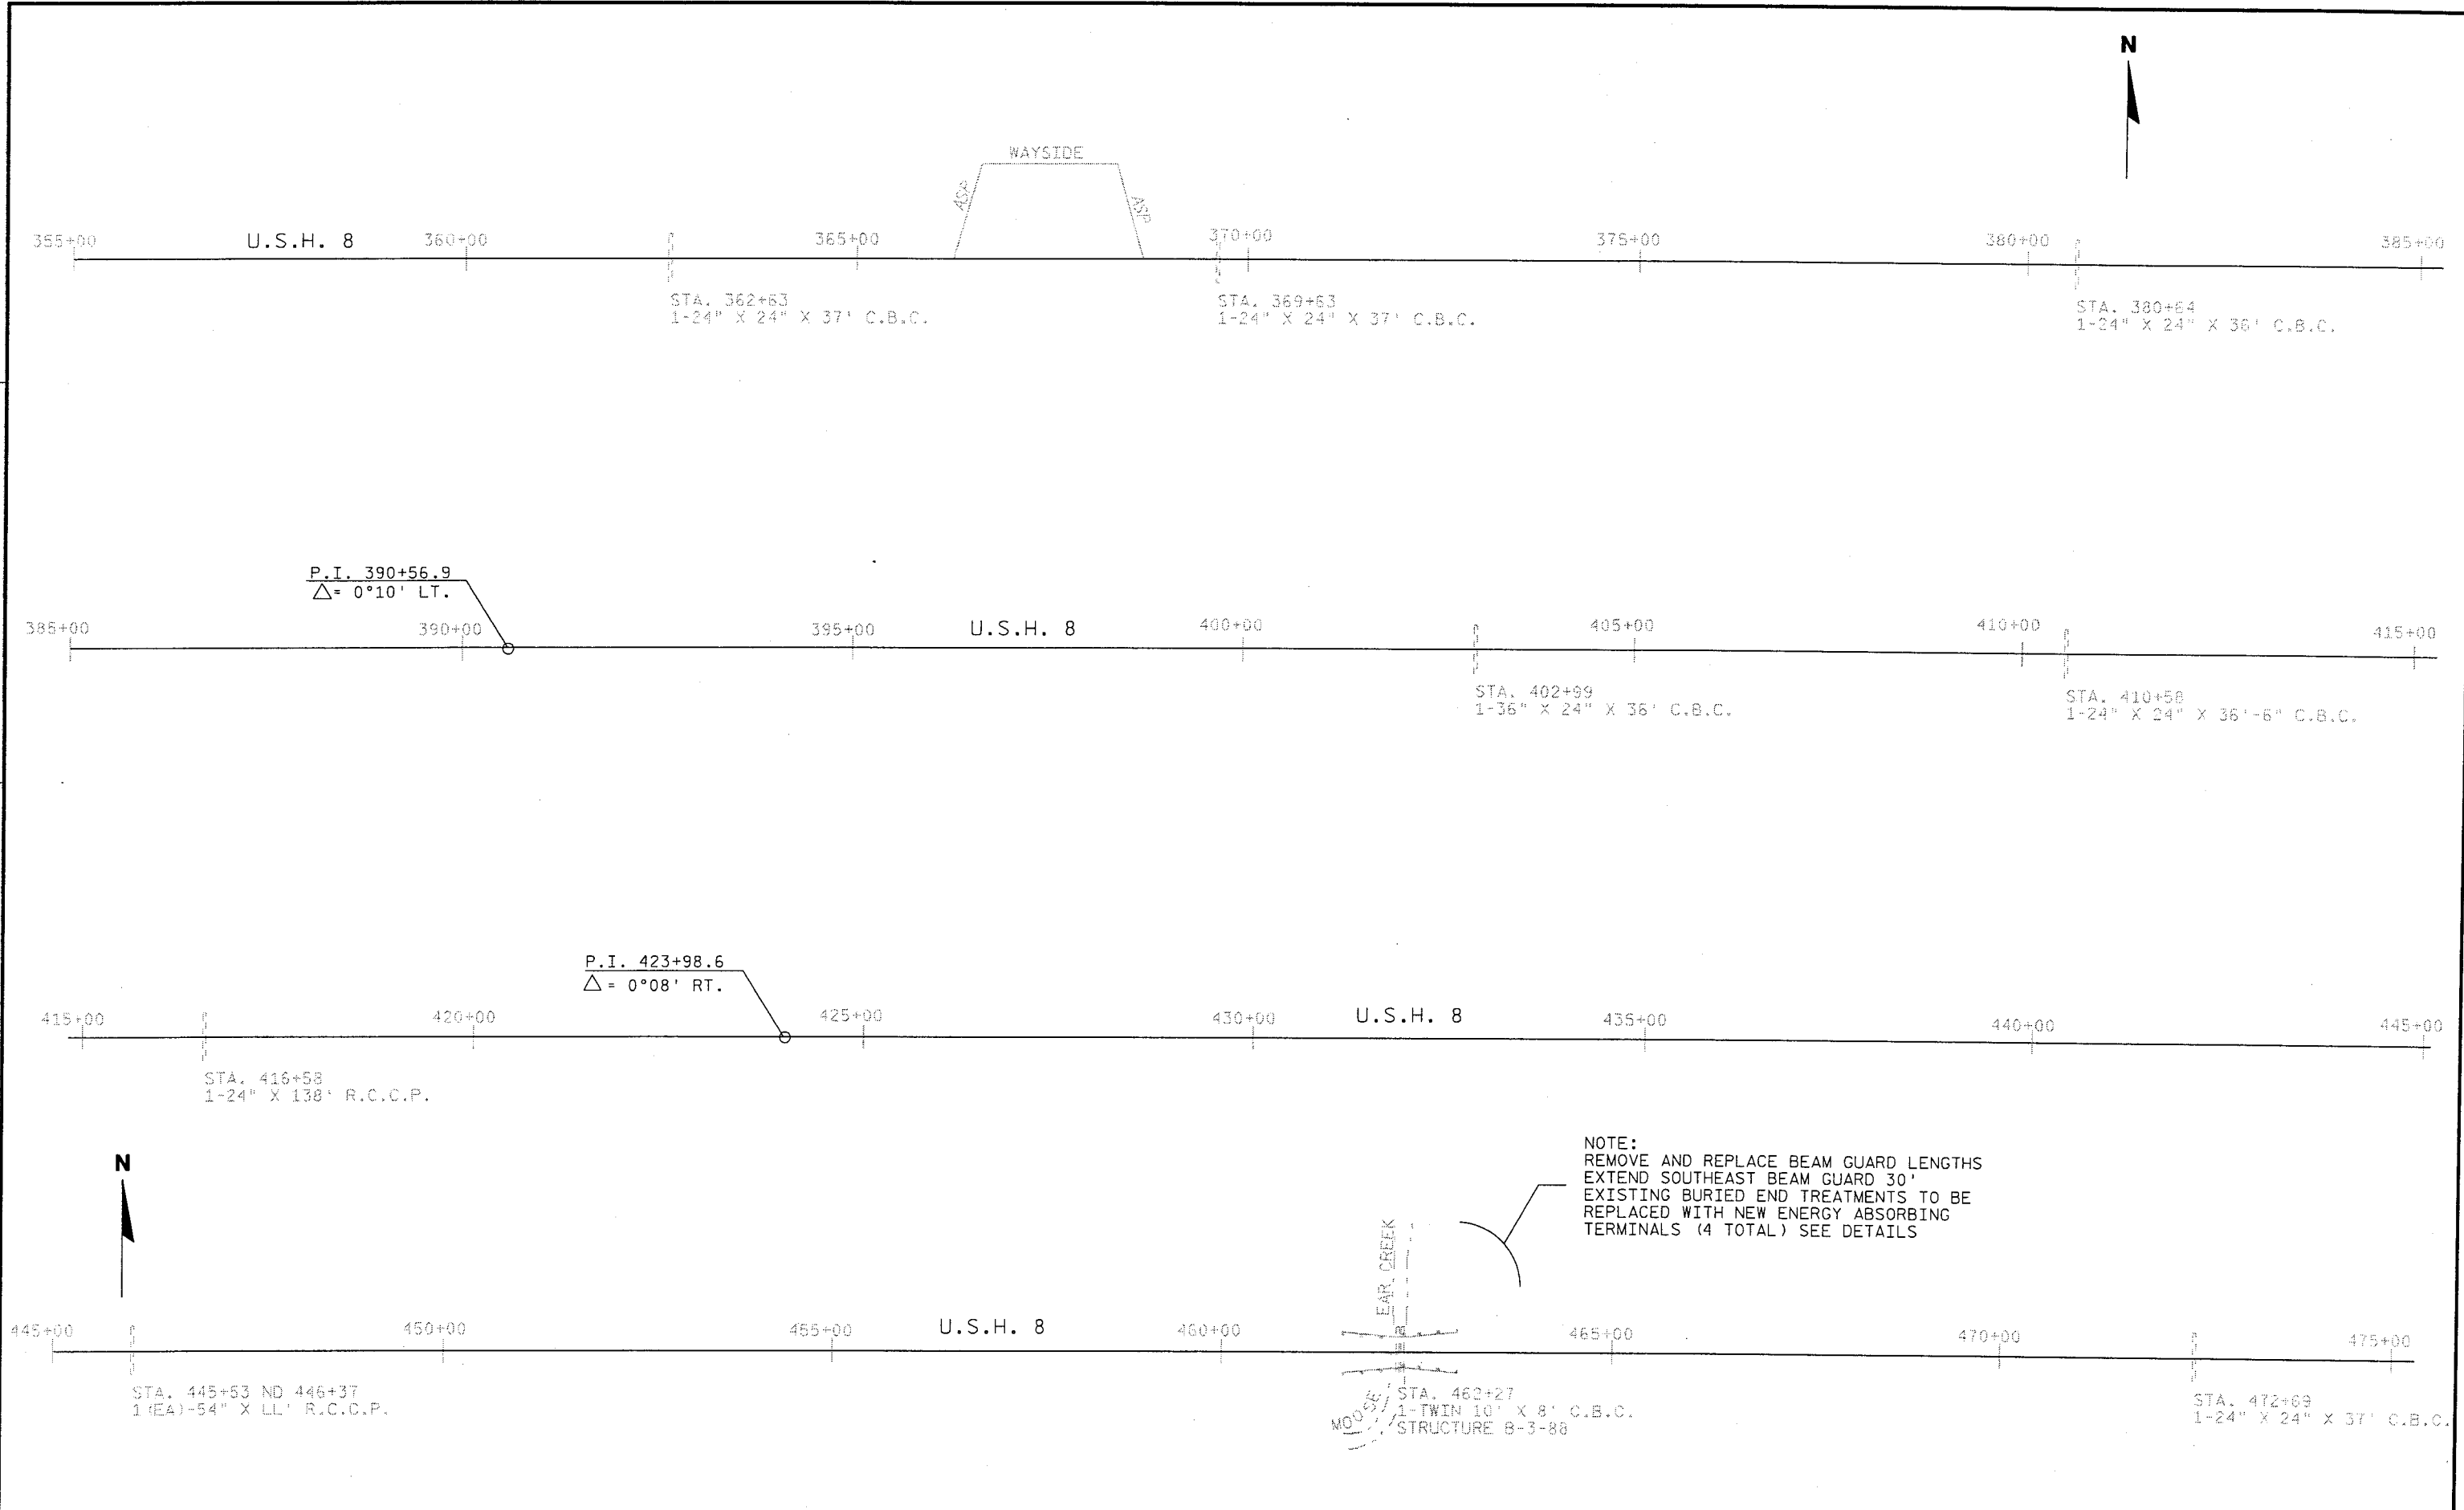 N
WAYSIDE
ASP
ASP
355+00
U.S.H. 8
360+00
365+00
370+00
375+00
380+00
385+00
STA. 362+63
1-24" X 24" X 37' C.B.C.
STA. 369+63
1-24" X 24" X 37' C.B.C.
STA. 380+64
1-24" X 24" X 36' C.B.C.
P.I. 390+56.9
△= 0°10' LT.
385+00
390+00
395+00
U.S.H. 8
400+00
405+00
410+00
415+00
STA. 402+99
1-36" X 24" X 36' C.B.C.
STA. 410+58
1-24" X 24" X 36'-6" C.B.C.
P.I. 423+98.6
△= 0°08' RT.
415+00
420+00
425+00
430+00
U.S.H. 8
435+00
440+00
445+00
STA. 416+58
1-24" X 138' R.C.C.P.
N
NOTE:
REMOVE AND REPLACE BEAM GUARD LENGTHS
EXTEND SOUTHEAST BEAM GUARD 30'
EXISTING BURIED END TREATMENTS TO BE
REPLACED WITH NEW ENERGY ABSORBING
TERMINALS (4 TOTAL) SEE DETAILS
EAR CREEK
445+00
450+00
455+00
U.S.H. 8
460+00
465+00
470+00
475+00
STA. 445+53 ND 446+37
1(EA)-54" X LL' R.C.C.P.
MOOSE
STA. 462+27
1-TWIN 10' X 8' C.B.C.
STRUCTURE B-3-88
STA. 472+69
1-24" X 24" X 37' C.B.C.